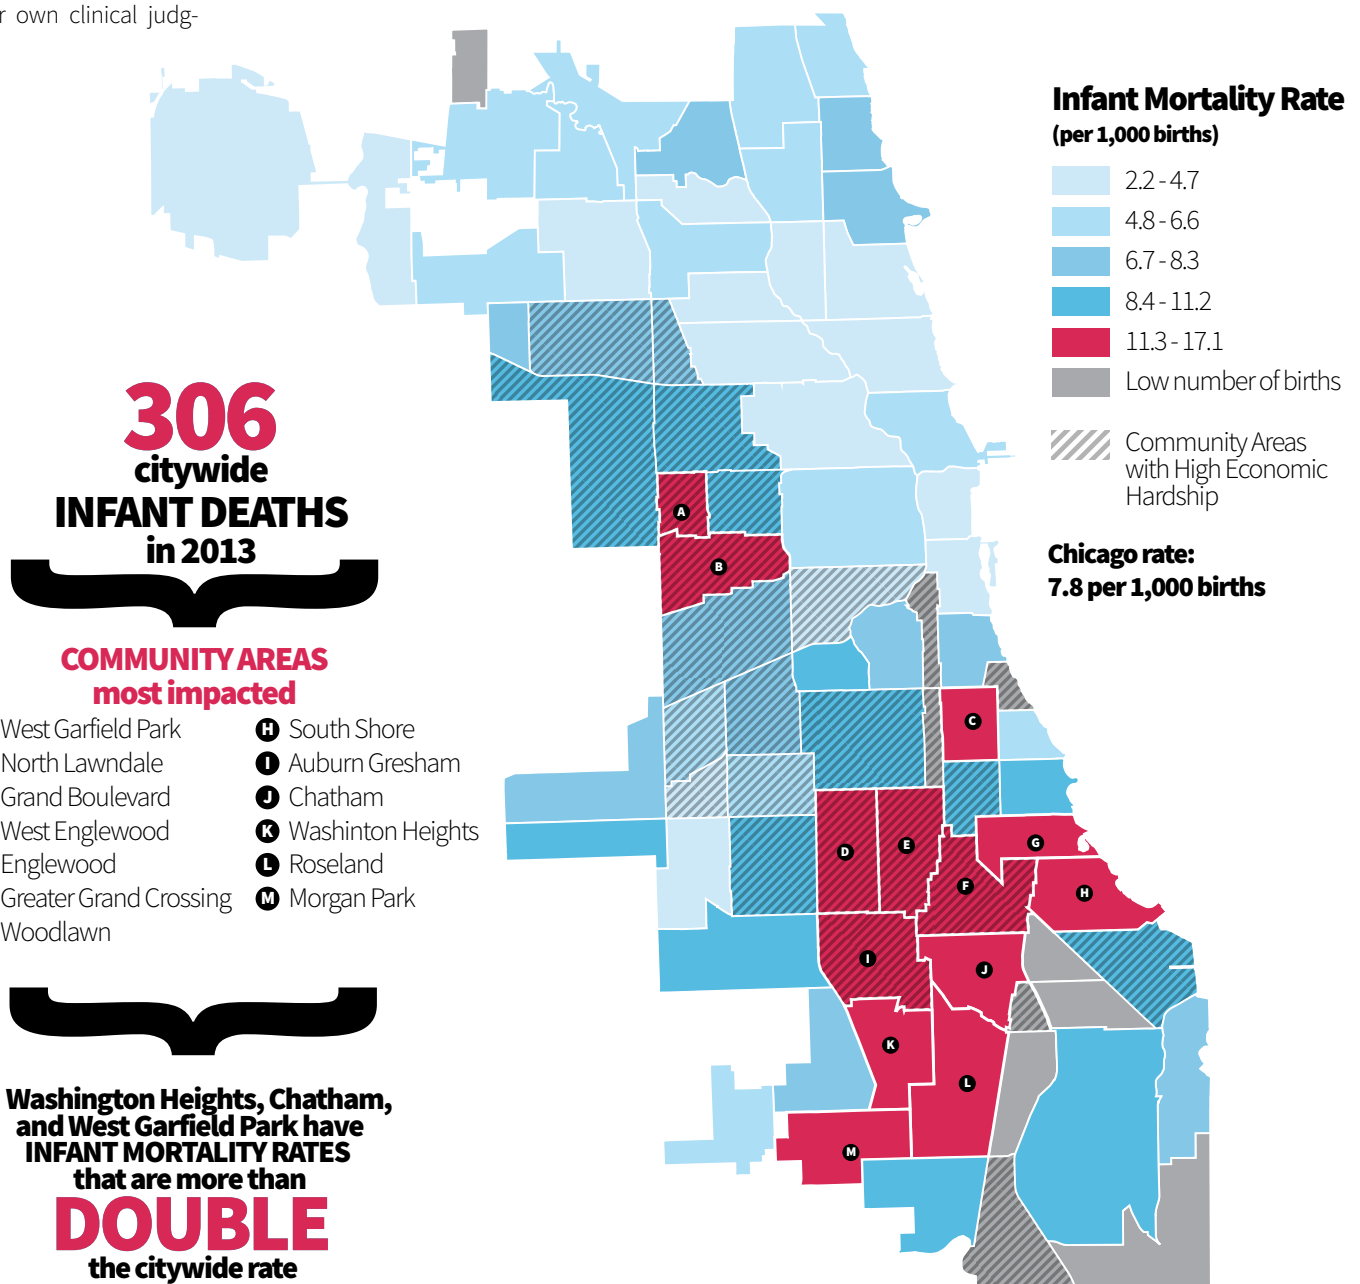 r own clinical judg-
Infant Mortality Rate
(per 1,000 births)
2.2 - 4.7
4.8 - 6.6
6.7 - 8.3
8.4 - 11.2
11.3 - 17.1
Low number of births
Community Areas
with High Economic
Hardship
Chicago rate:
7.8 per 1,000 births
306
citywide
INFANT DEATHS
in 2013
COMMUNITY AREAS
most impacted
West Garfield Park
North Lawndale
Grand Boulevard
West Englewood
Englewood
Greater Grand Crossing
Woodlawn
H South Shore
I Auburn Gresham
J Chatham
K Washinton Heights
L Roseland
M Morgan Park
Washington Heights, Chatham,
and West Garfield Park have
INFANT MORTALITY RATES
that are more than
DOUBLE
the citywide rate
A
B
C
D
E
F
G
H
I
J
K
L
M